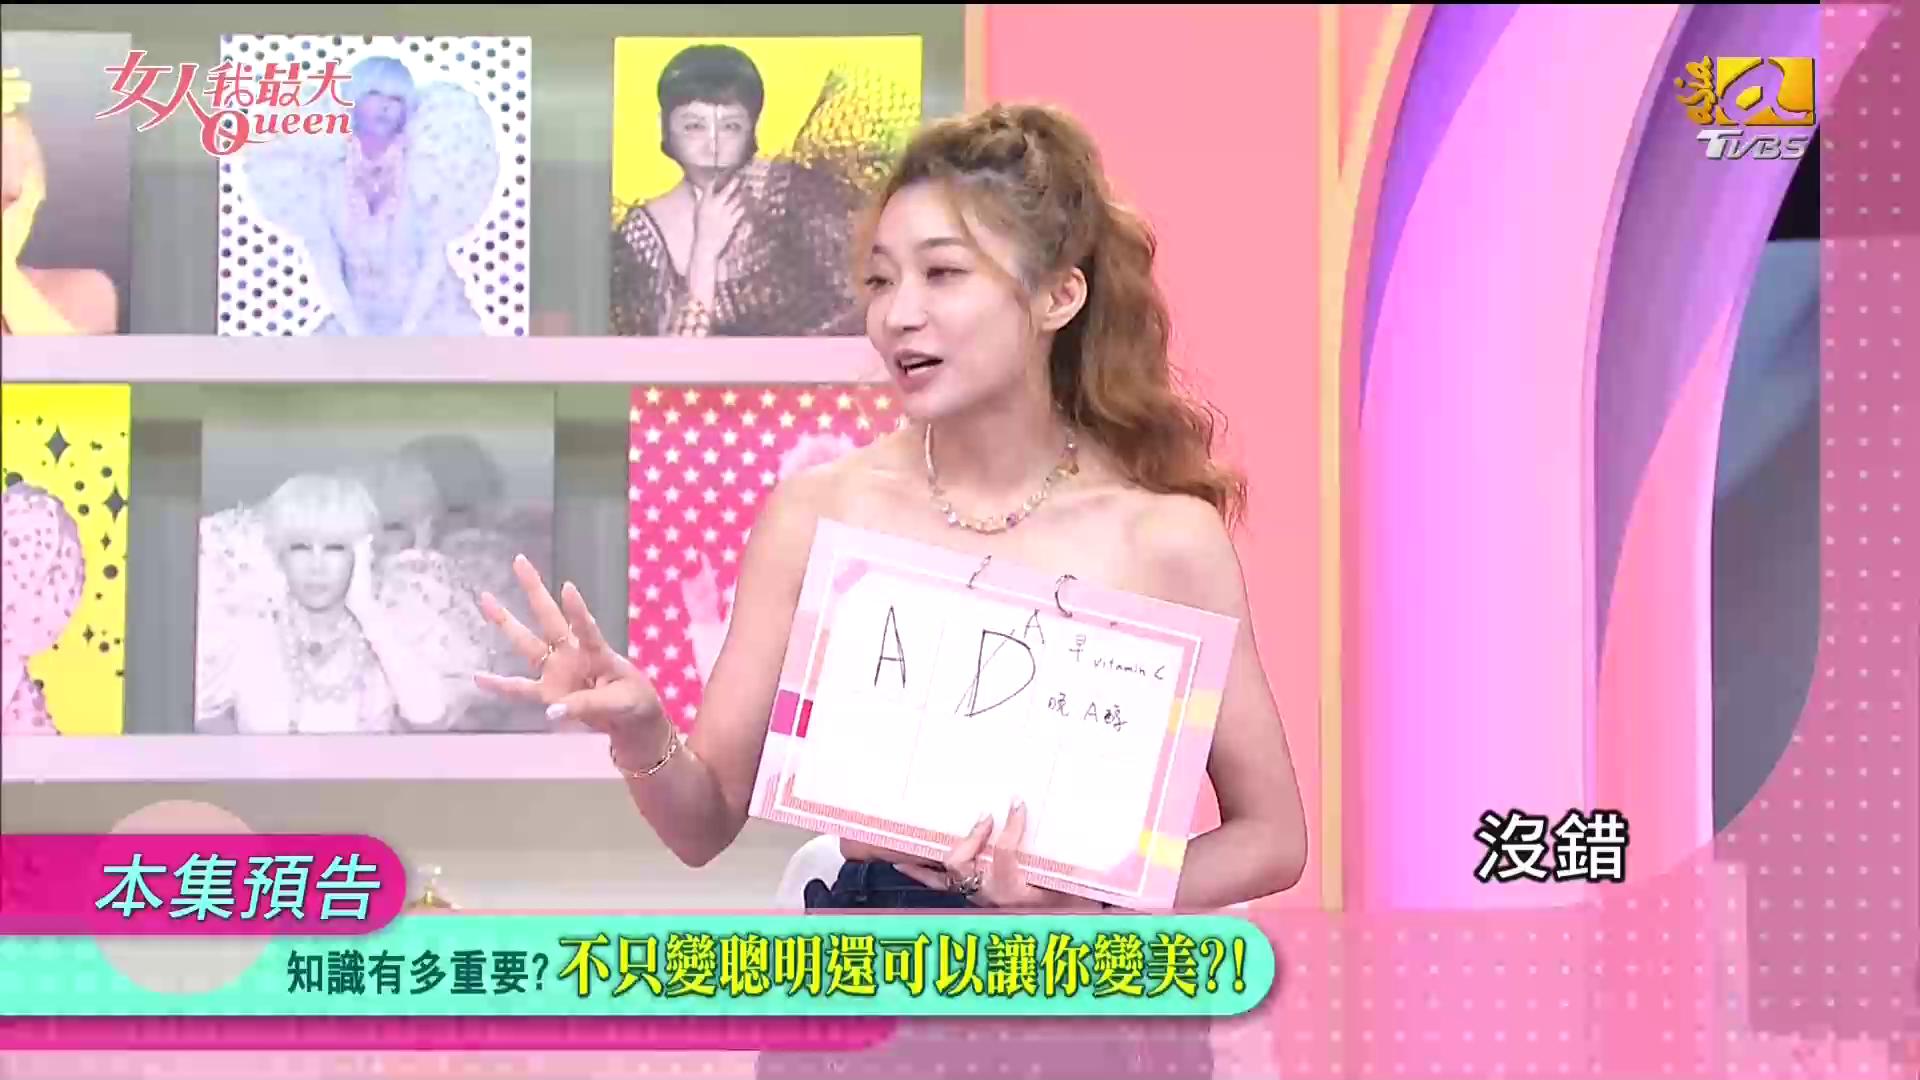 女人我最大
Queen
TVBS
A
D
A
早 vitamin C
晚 A醇
沒錯
本集預告
知識有多重要?不只變聰明還可以讓你變美?!